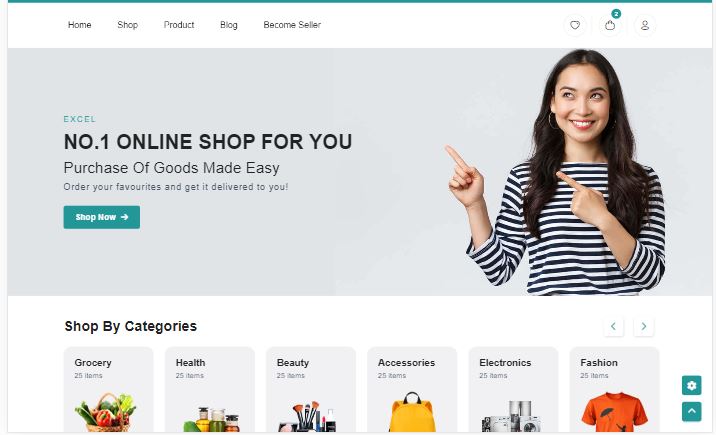 Home Shop Product Blog Become Seller
2
EXCEL
NO.1 ONLINE SHOP FOR YOU
Purchase Of Goods Made Easy
Order your favourites and get it delivered to you!
Shop Now
Shop By Categories
Grocery Health Beauty Accessories Electronics Fashion
25 items 25 items 25 items 25 items 25 items 25 items